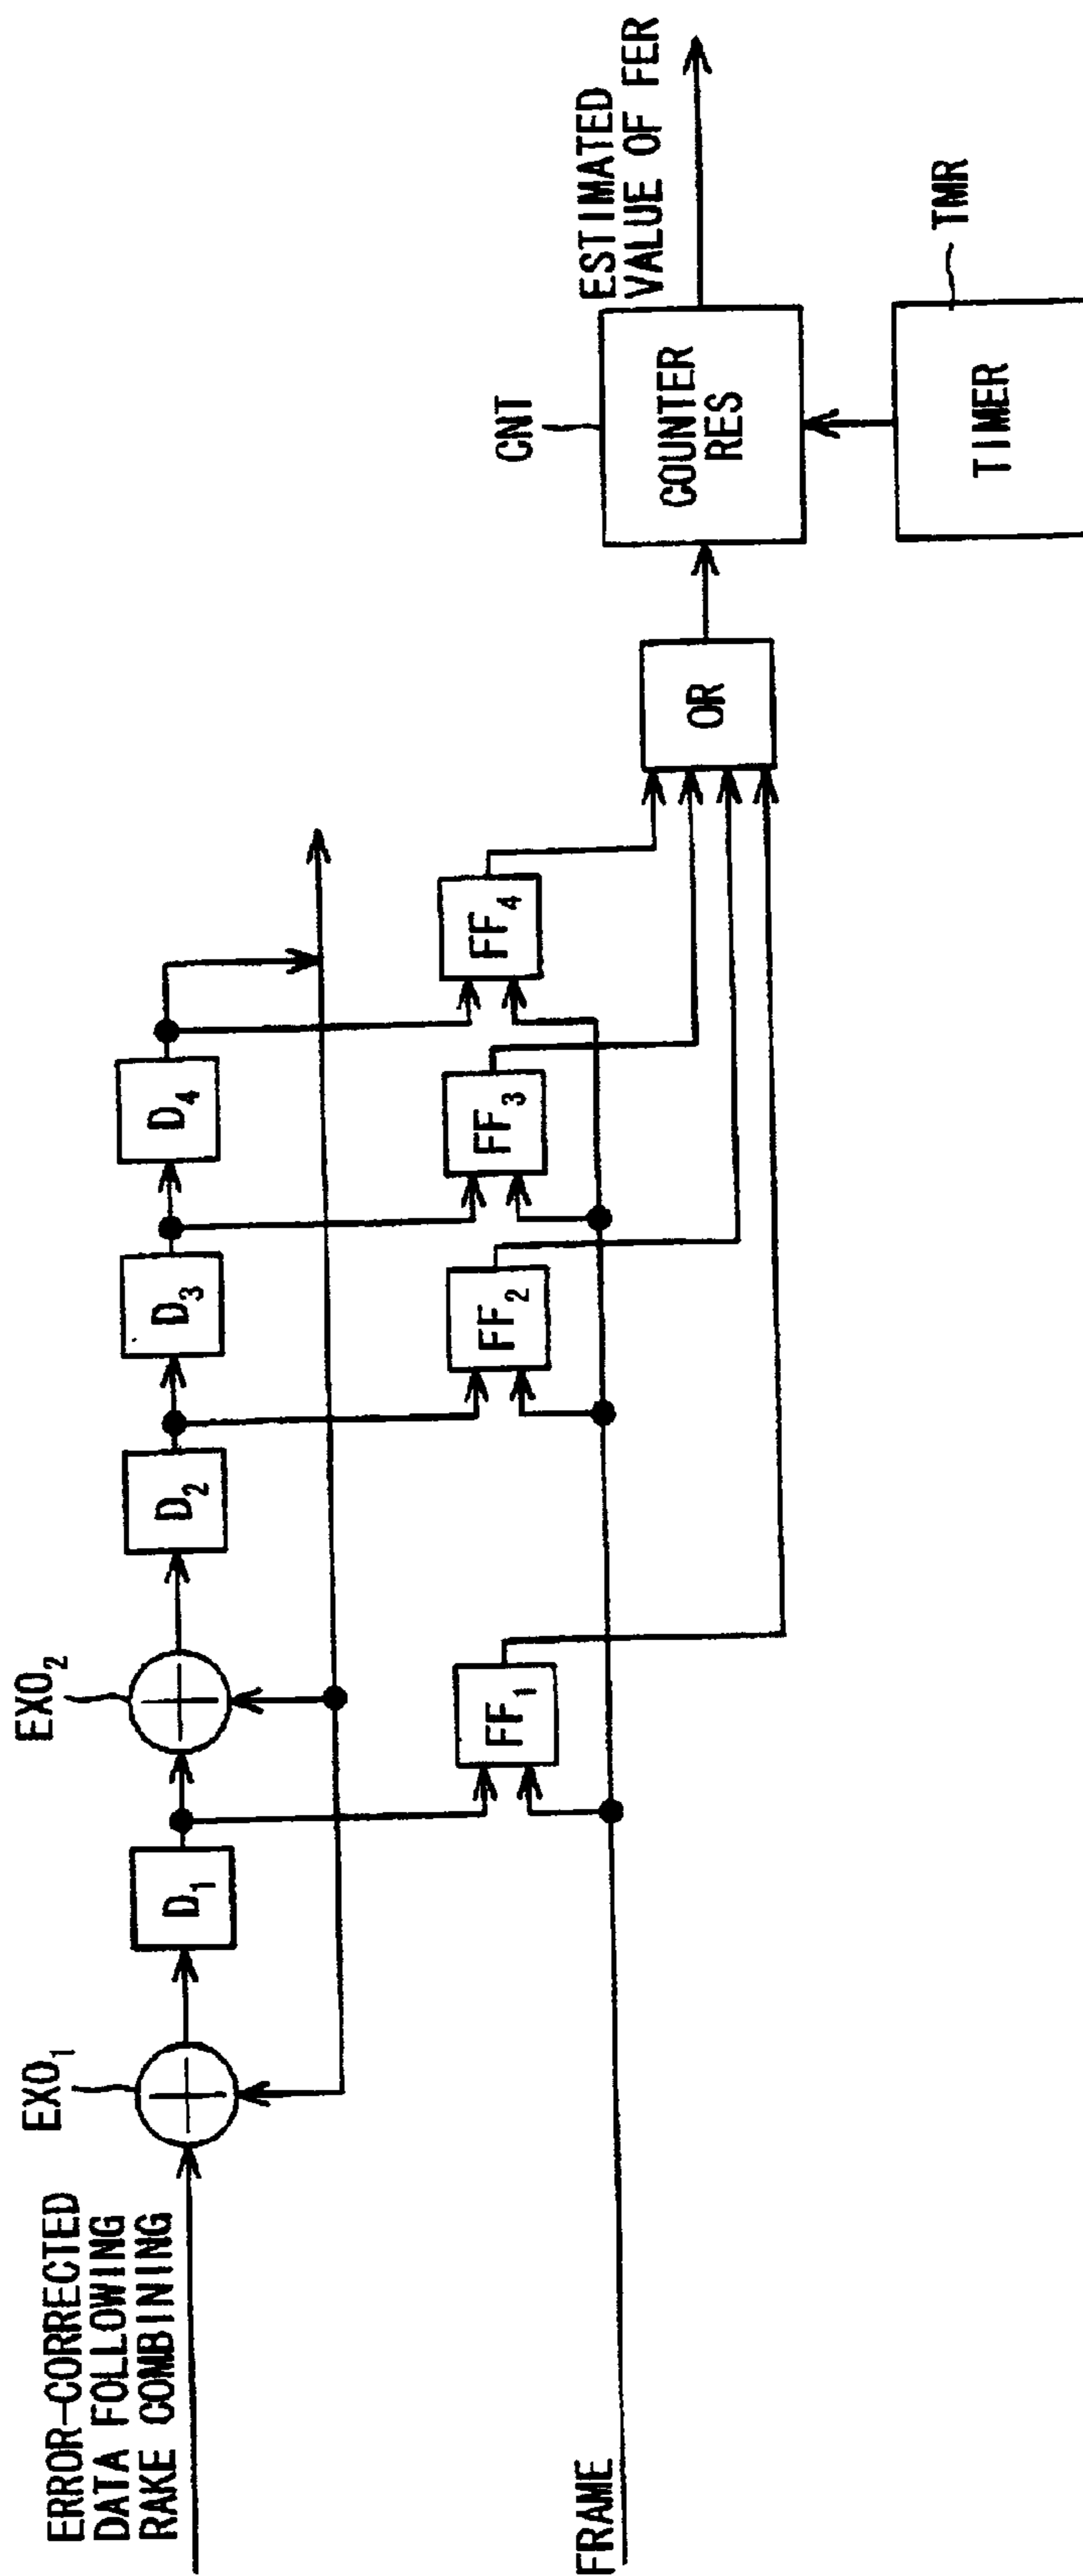 ERROR-CORRECTED
DATA FOLLOWING
RAKE COMBINING
EXO1
EXO2
D1
D2
D3
D4
FRAME
FF1
FF2
FF3
FF4
OR
CNT
COUNTER
RES
ESTIMATED
VALUE OF FER
TIMER
TMR